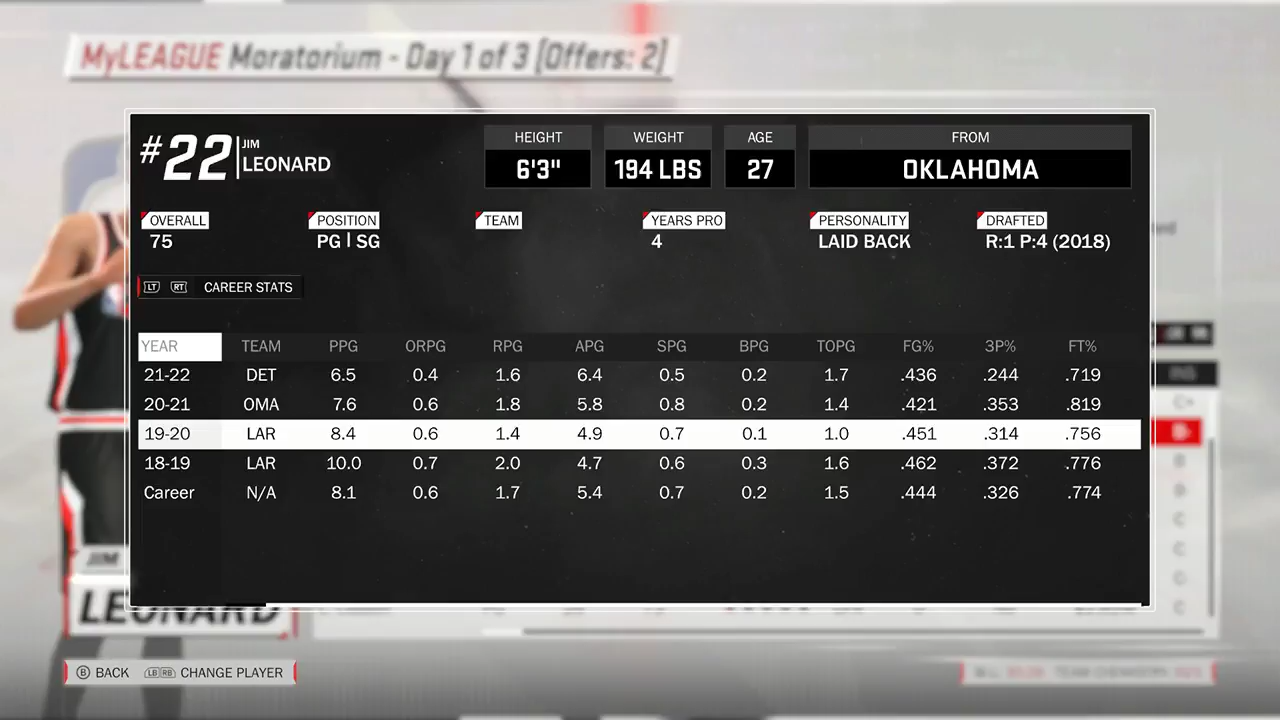 MyLEAGUE Moratorium - Day 1 of 3 [Offers: 2]
#22 JIM LEONARD
HEIGHT WEIGHT AGE FROM
6'3" 194 LBS 27 OKLAHOMA
OVERALL POSITION TEAM YEARS PRO PERSONALITY DRAFTED
75 PG | SG 4 LAID BACK R:1 P:4 (2018)
LT RT CAREER STATS
YEAR TEAM PPG ORPG RPG APG SPG BPG TOPG FG% 3P% FT%
21-22 DET 6.5 0.4 1.6 6.4 0.5 0.2 1.7 .436 .244 .719
20-21 OMA 7.6 0.6 1.8 5.8 0.8 0.2 1.4 .421 .353 .819
19-20 LAR 8.4 0.6 1.4 4.9 0.7 0.1 1.0 .451 .314 .756
18-19 LAR 10.0 0.7 2.0 4.7 0.6 0.3 1.6 .462 .372 .776
Career N/A 8.1 0.6 1.7 5.4 0.7 0.2 1.5 .444 .326 .774
C+
B
C
C
C
C
JIM
LEONARD
B BACK LB RB CHANGE PLAYER